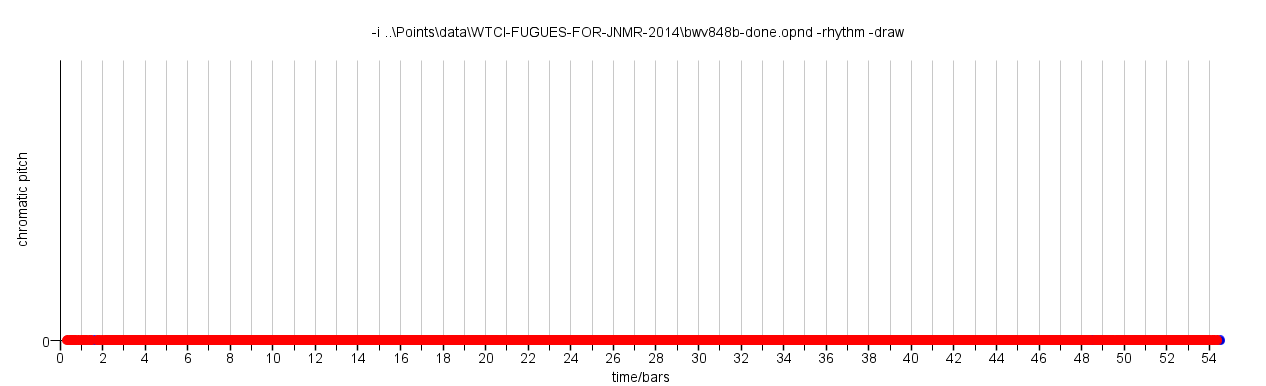 -i ..\Points\data\WTCI-FUGUES-FOR-JNMR-2014\bwv848b-done.opnd -rhythm -draw
chromatic pitch
0
0 2 4 6 8 10 12 14 16 18 20 22 24 26 28 30 32 34 36 38 40 42 44 46 48 50 52 54
time/bars